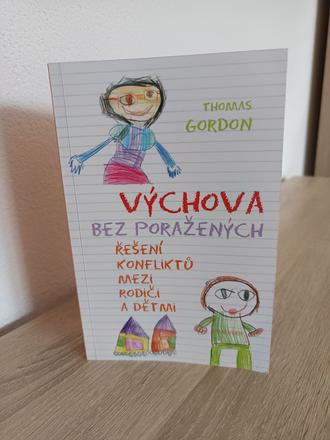 THOMAS
GORDON
VÝCHOVA
BEZ PORAŽENÝCH
ŘEŠENÍ
KONFLIKTŮ
MEZI
RODIČI
A DĚTMI